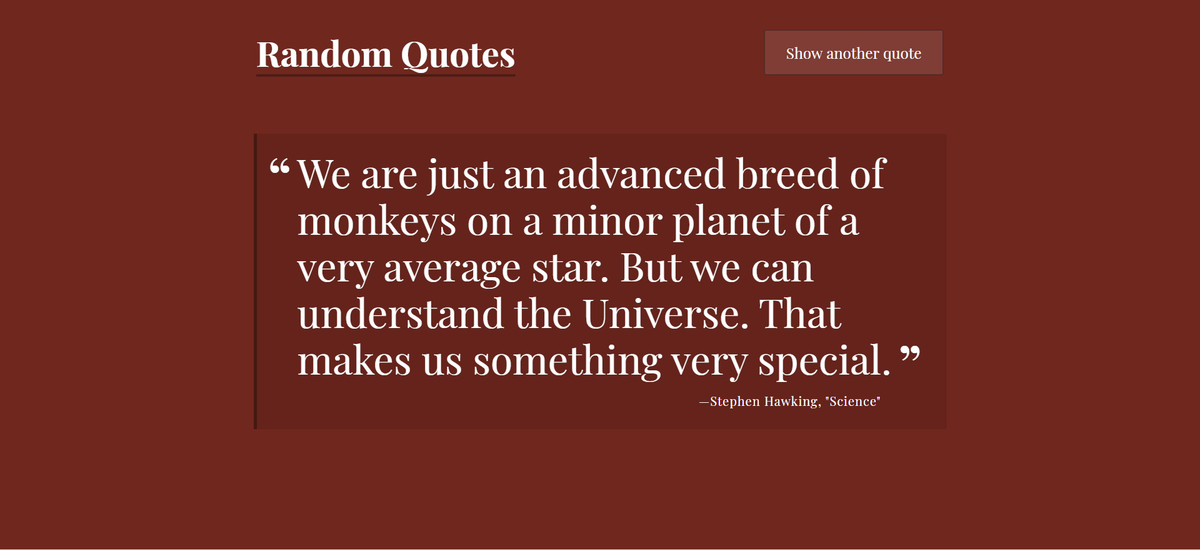 Random Quotes
Show another quote
“We are just an advanced breed of
monkeys on a minor planet of a
very average star. But we can
understand the Universe. That
makes us something very special.”
—Stephen Hawking, "Science"